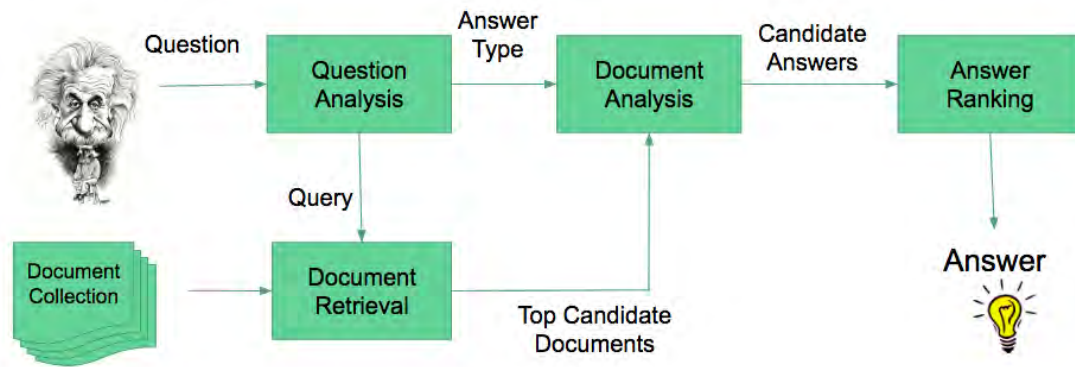 Question
Question
Analysis
Answer
Type
Document
Analysis
Candidate
Answers
Answer
Ranking
Query
Document
Collection
Document
Retrieval
Top Candidate
Documents
Answer